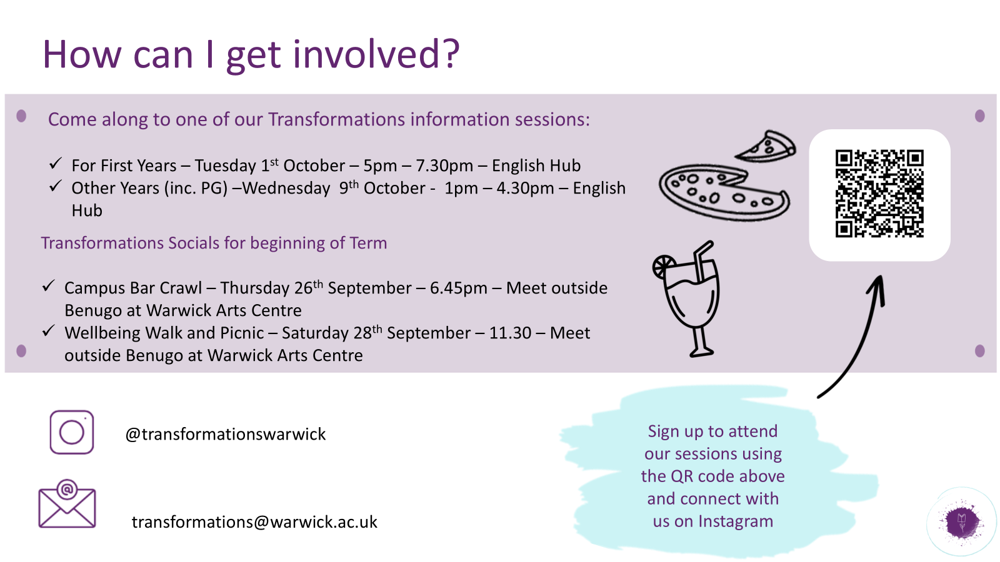 How can I get involved?
Come along to one of our Transformations information sessions:
✓ For First Years – Tuesday 1st October – 5pm – 7.30pm – English Hub
✓ Other Years (inc. PG) –Wednesday  9th October -  1pm – 4.30pm – English
Hub
Transformations Socials for beginning of Term
✓ Campus Bar Crawl – Thursday 26th September – 6.45pm – Meet outside
Benugo at Warwick Arts Centre
✓ Wellbeing Walk and Picnic – Saturday 28th September – 11.30 – Meet
outside Benugo at Warwick Arts Centre
@transformationswarwick
@
transformations@warwick.ac.uk
Sign up to attend
our sessions using
the QR code above
and connect with
us on Instagram